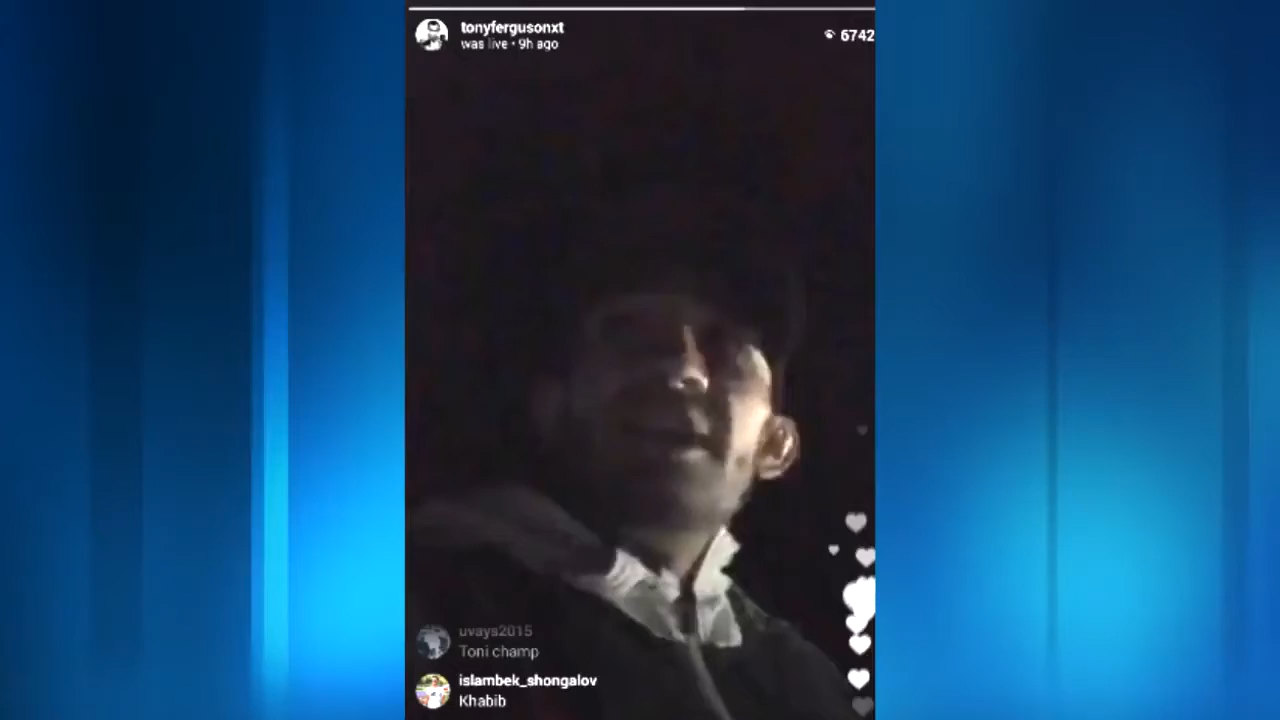 tonyfergusonxt
was live • 9h ago
6742
uvays2015
Toni champ
islambek_shongalov
Khabib